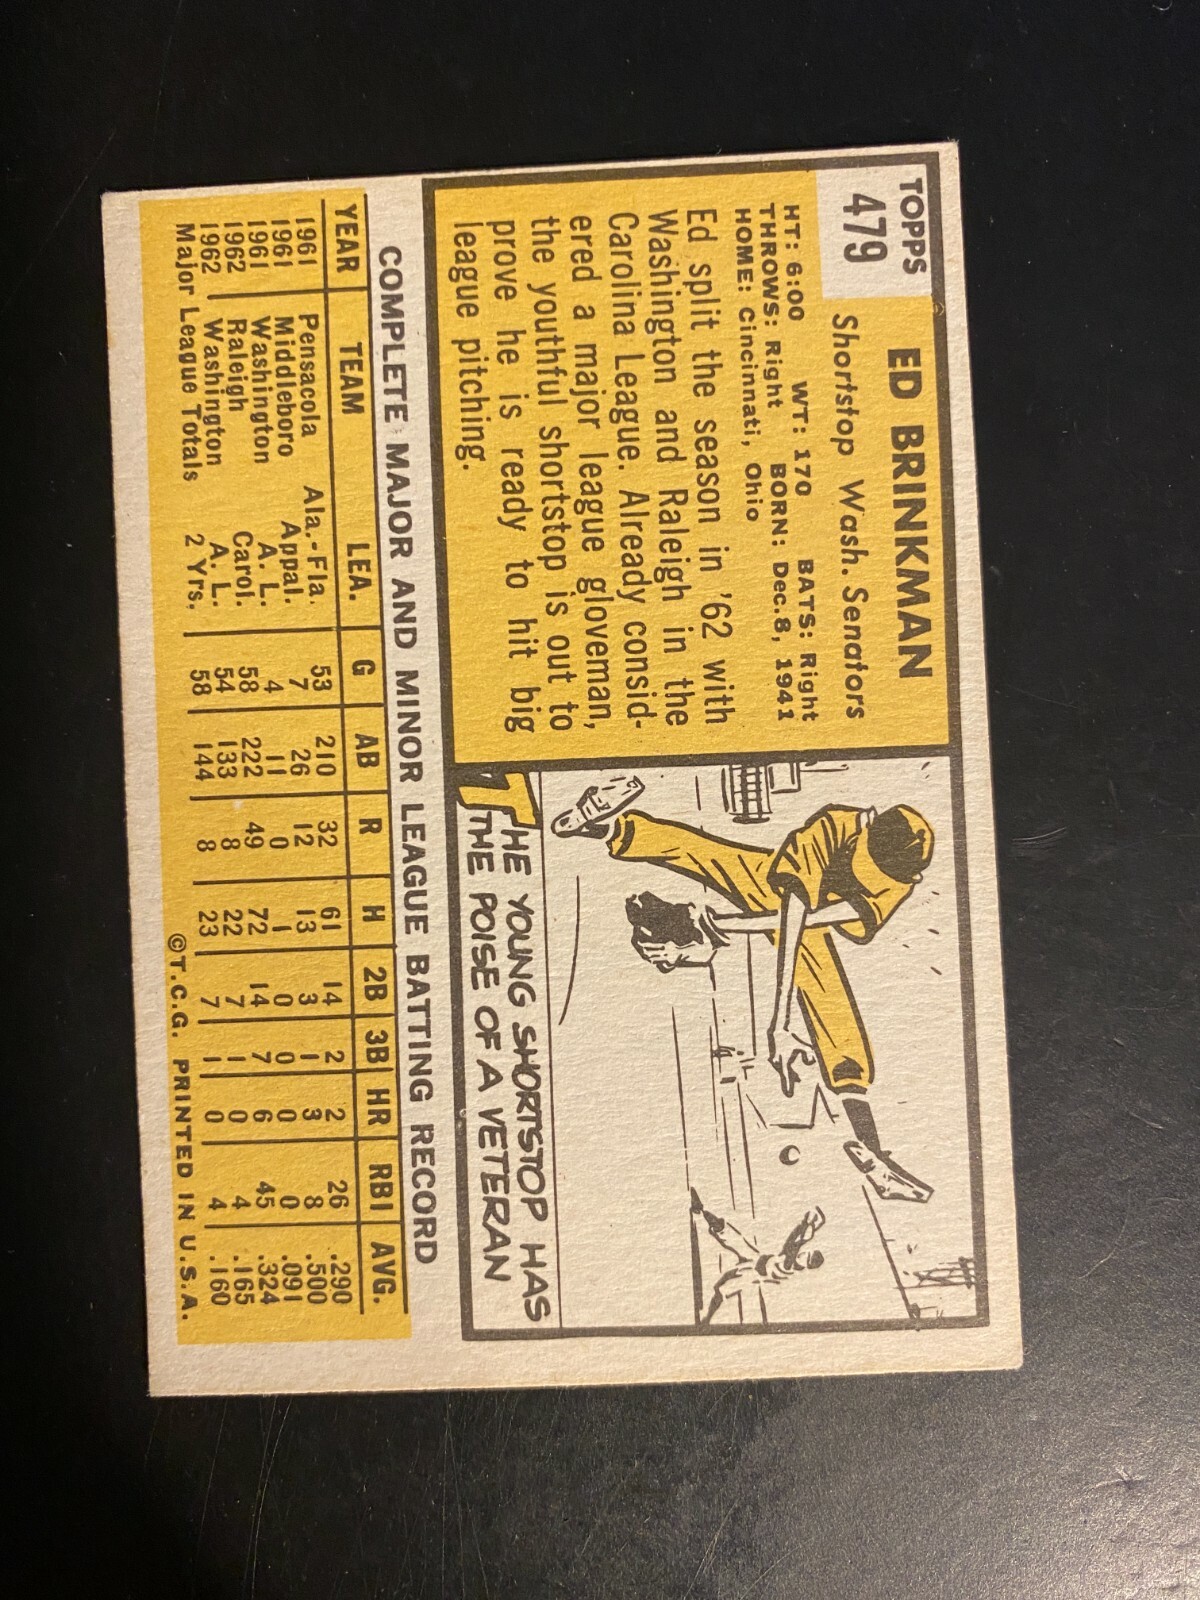 TOPPS
479
ED BRINKMAN
Shortstop Wash. Senators
HT: 6:00 WT: 170 BATS: Right
THROWS: Right BORN: Dec. 8, 1941
HOME: Cincinnati, Ohio
Ed split the season in '62 with
Washington and Raleigh in the
Carolina League. Already consid-
ered a major league gloveman,
the youthful shortstop is out to
prove he is ready to hit big
league pitching.
THE YOUNG SHORTSTOP HAS
THE POISE OF A VETERAN
COMPLETE MAJOR AND MINOR LEAGUE BATTING RECORD
YEAR TEAM LEA. G AB R H 2B 3B HR RBI AVG.
1961 Pensacola Ala.-Fla. 53 210 32 61 14 2 2 26 .290
1961 Middleboro Appal. 7 26 12 13 3 1 3 8 .500
1961 Washington A. L. 4 11 0 1 0 0 0 0 .091
1962 Raleigh Carol. 58 222 49 72 14 7 6 45 .324
1962 Washington A. L. 54 133 8 22 7 1 0 4 .165
Major League Totals 2 Yrs. 58 144 8 23 7 1 0 4 .160
©T.C.G. PRINTED IN U.S.A.